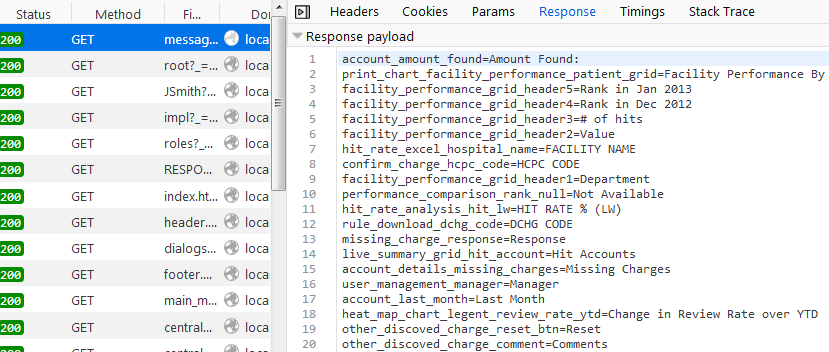 Status Method Fi... Do
Headers Cookies Params Response Timings Stack Trace
Response payload
200 GET messag... loca
200 GET root?_=... loca
200 GET JSmith?... loca
200 GET impl?_=... loca
200 GET roles?_... loca
200 GET RESPO... loca
200 GET index.ht... loca
200 GET header.... loca
200 GET dialogs... loca
200 GET footer.... loca
200 GET main_m... loca
200 GET central... loca
1 account_amount_found=Amount Found:
2 print_chart_facility_performance_patient_grid=Facility Performance By
3 facility_performance_grid_header5=Rank in Jan 2013
4 facility_performance_grid_header4=Rank in Dec 2012
5 facility_performance_grid_header3=# of hits
6 facility_performance_grid_header2=Value
7 hit_rate_excel_hospital_name=FACILITY NAME
8 confirm_charge_hcpc_code=HCPC CODE
9 facility_performance_grid_header1=Department
10 performance_comparison_rank_null=Not Available
11 hit_rate_analysis_hit_lw=HIT RATE % (LW)
12 rule_download_dchg_code=DCHG CODE
13 missing_charge_response=Response
14 live_summary_grid_hit_account=Hit Accounts
15 account_details_missing_charges=Missing Charges
16 user_management_manager=Manager
17 account_last_month=Last Month
18 heat_map_chart_legent_review_rate_ytd=Change in Review Rate over YTD
19 other_discoved_charge_reset_btn=Reset
20 other_discoved_charge_comment=Comments